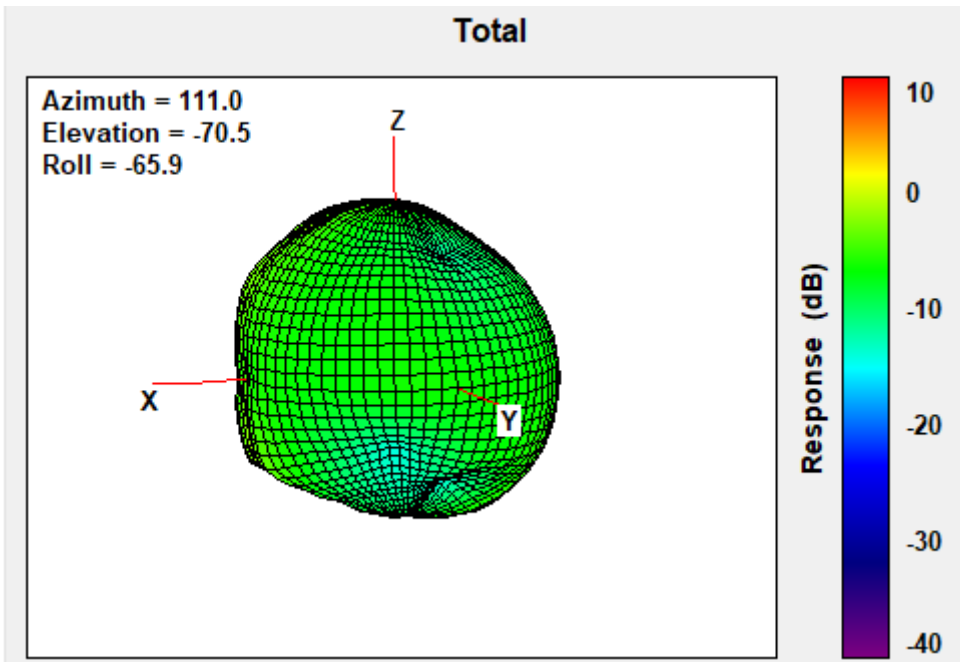 Total
Azimuth = 111.0
Elevation = -70.5
Roll = -65.9
Z
X
Y
10
0
-10
-20
-30
-40
Response (dB)